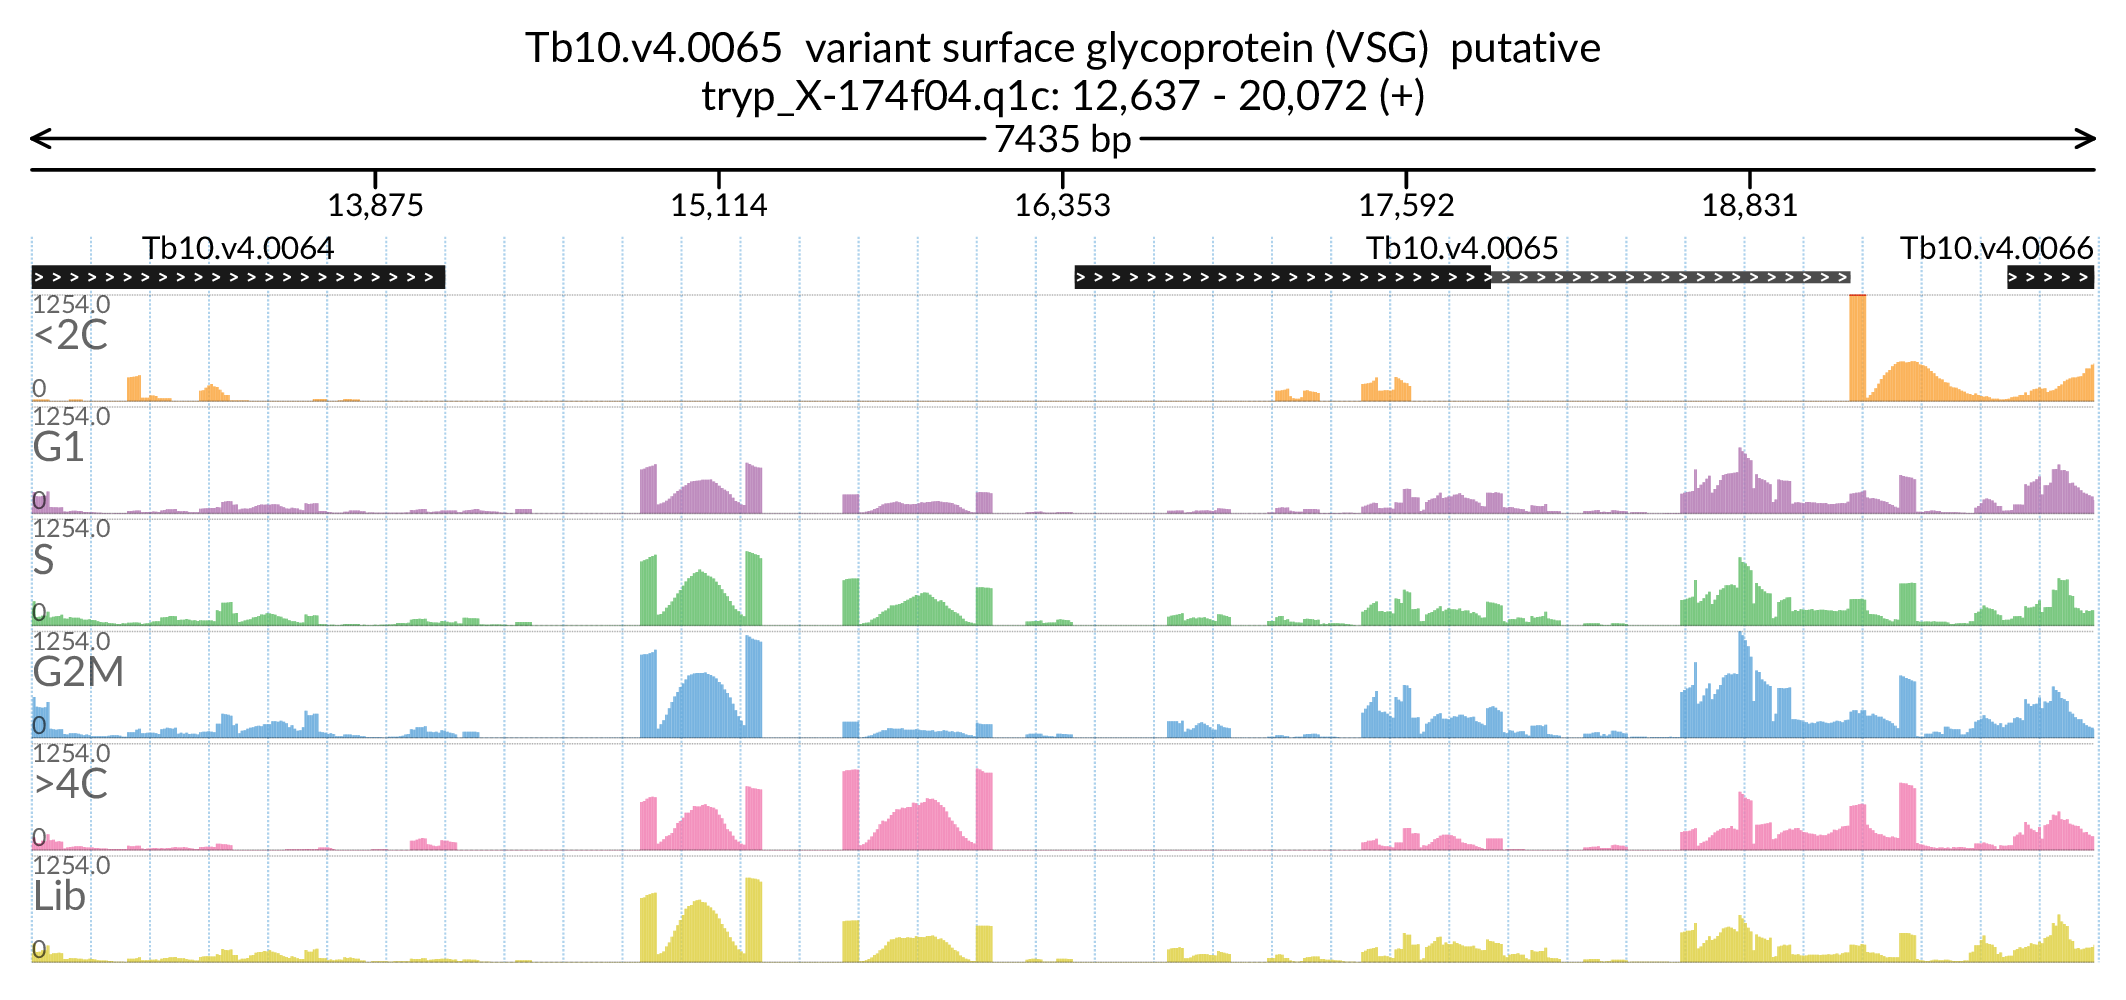 Tb10.v4.0065 variant surface glycoprotein (VSG) putative
tryp_X-174f04.q1c: 12,637 - 20,072 (+)
7435 bp
13,875 15,114 16,353 17,592 18,831
Tb10.v4.0064 Tb10.v4.0065 Tb10.v4.0066
1254.0
<2C
0
1254.0
G1
0
1254.0
S
0
1254.0
G2M
0
1254.0
>4C
0
1254.0
Lib
0